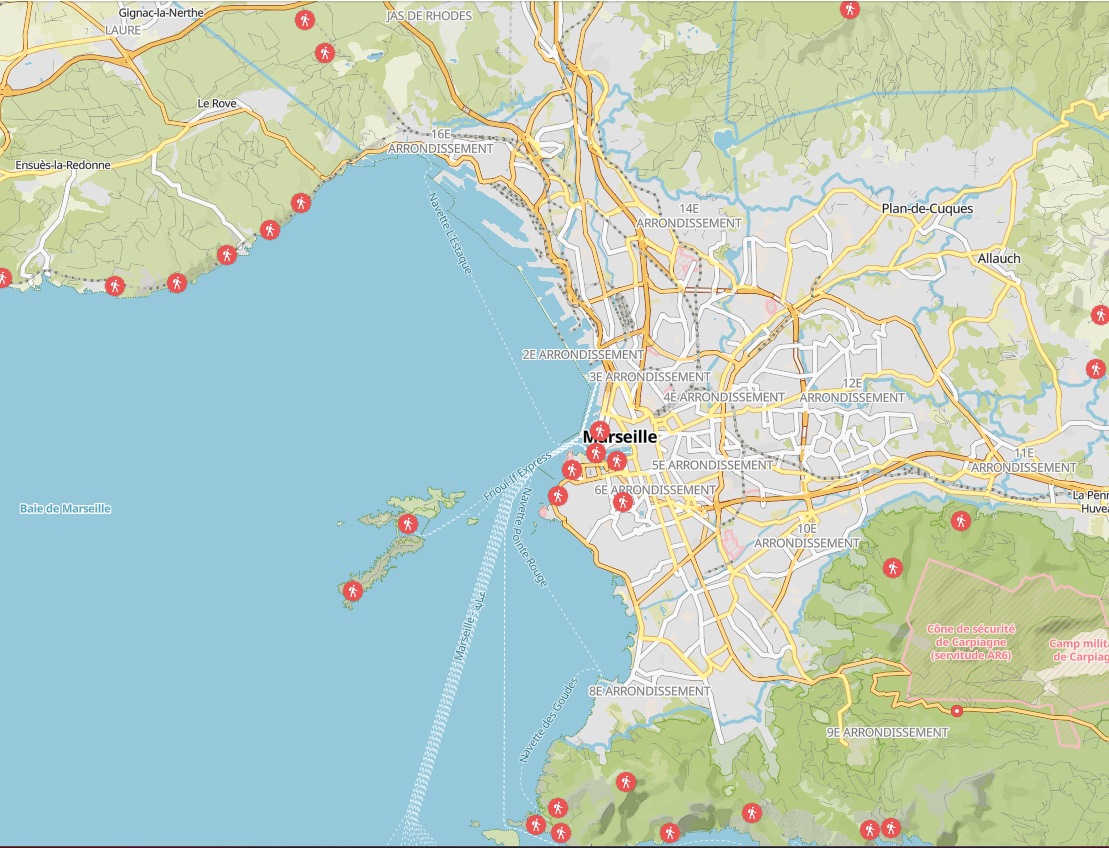 Gignac-la-Nerthe
JAS DE RHODES
LAURE
Le Rove
16E
ARRONDISSEMENT
Ensuès-la-Redonne
14E
ARRONDISSEMENT
Plan-de-Cuques
Navette L'Estaque
Allauch
2E ARRONDISSEMENT
3E ARRONDISSEMENT
12E
ARRONDISSEMENT
4E ARRONDISSEMENT
Marseille
11E
ARRONDISSEMENT
5E ARRONDISSEMENT
Frioul-If Express
6E ARRONDISSEMENT
La Penn
Huvea
Baie de Marseille
Navette Pointe Rouge
10E
ARRONDISSEMENT
Cône de sécurité
de Carpiagne
(servitude AR6)
Camp milita
de Carpiag
Marseille
8E ARRONDISSEMENT
Navette des Goudes
9E ARRONDISSEMENT